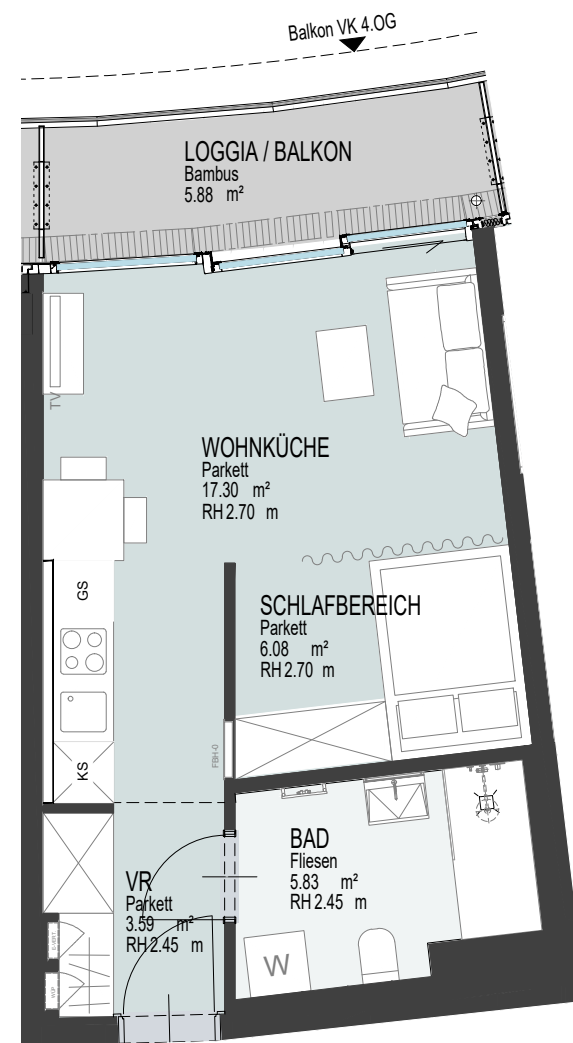 Balkon VK 4.OG
LOGGIA / BALKON
Bambus
5.88 m²
TV
WOHNKÜCHE
Parkett
17.30 m²
RH 2.70 m
GS
SCHLAFBEREICH
Parkett
6.08 m²
RH 2.70 m
KS
FBH-0
BAD
Fliesen
5.83 m²
RH 2.45 m
VR
Parkett
3.59 m²
RH 2.45 m
W